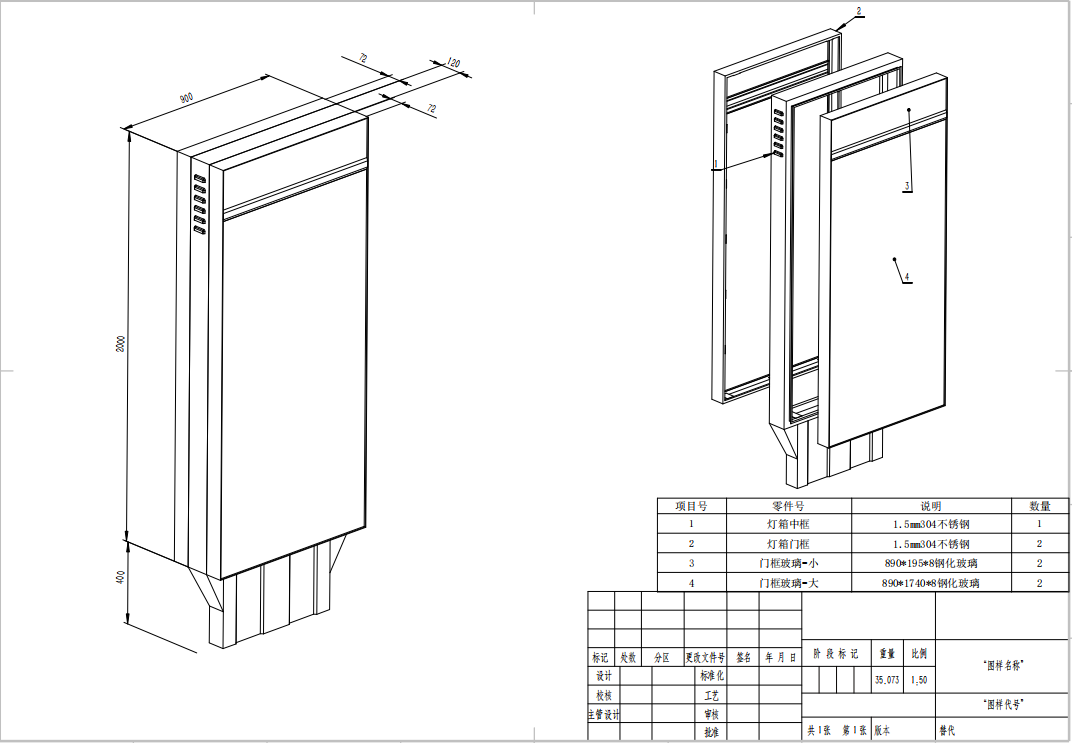 72
120
900
72
2000
400
2
1
3
4
项目号 零件号 说明 数量
1 灯箱中框 1.5mm304不锈钢 1
2 灯箱门框 1.5mm304不锈钢 2
3 门框玻璃-小 890*195*8钢化玻璃 2
4 门框玻璃-大 890*1740*8钢化玻璃 2
标记 处数 分区 更改文件号 签名 年 月 日
阶 段 标 记 重量 比例
设计 标准化
35.073 1:50
"图样名称"
校核 工艺
主管设计 审核
"图样代号"
批准
共1张 第1张 版本 替代